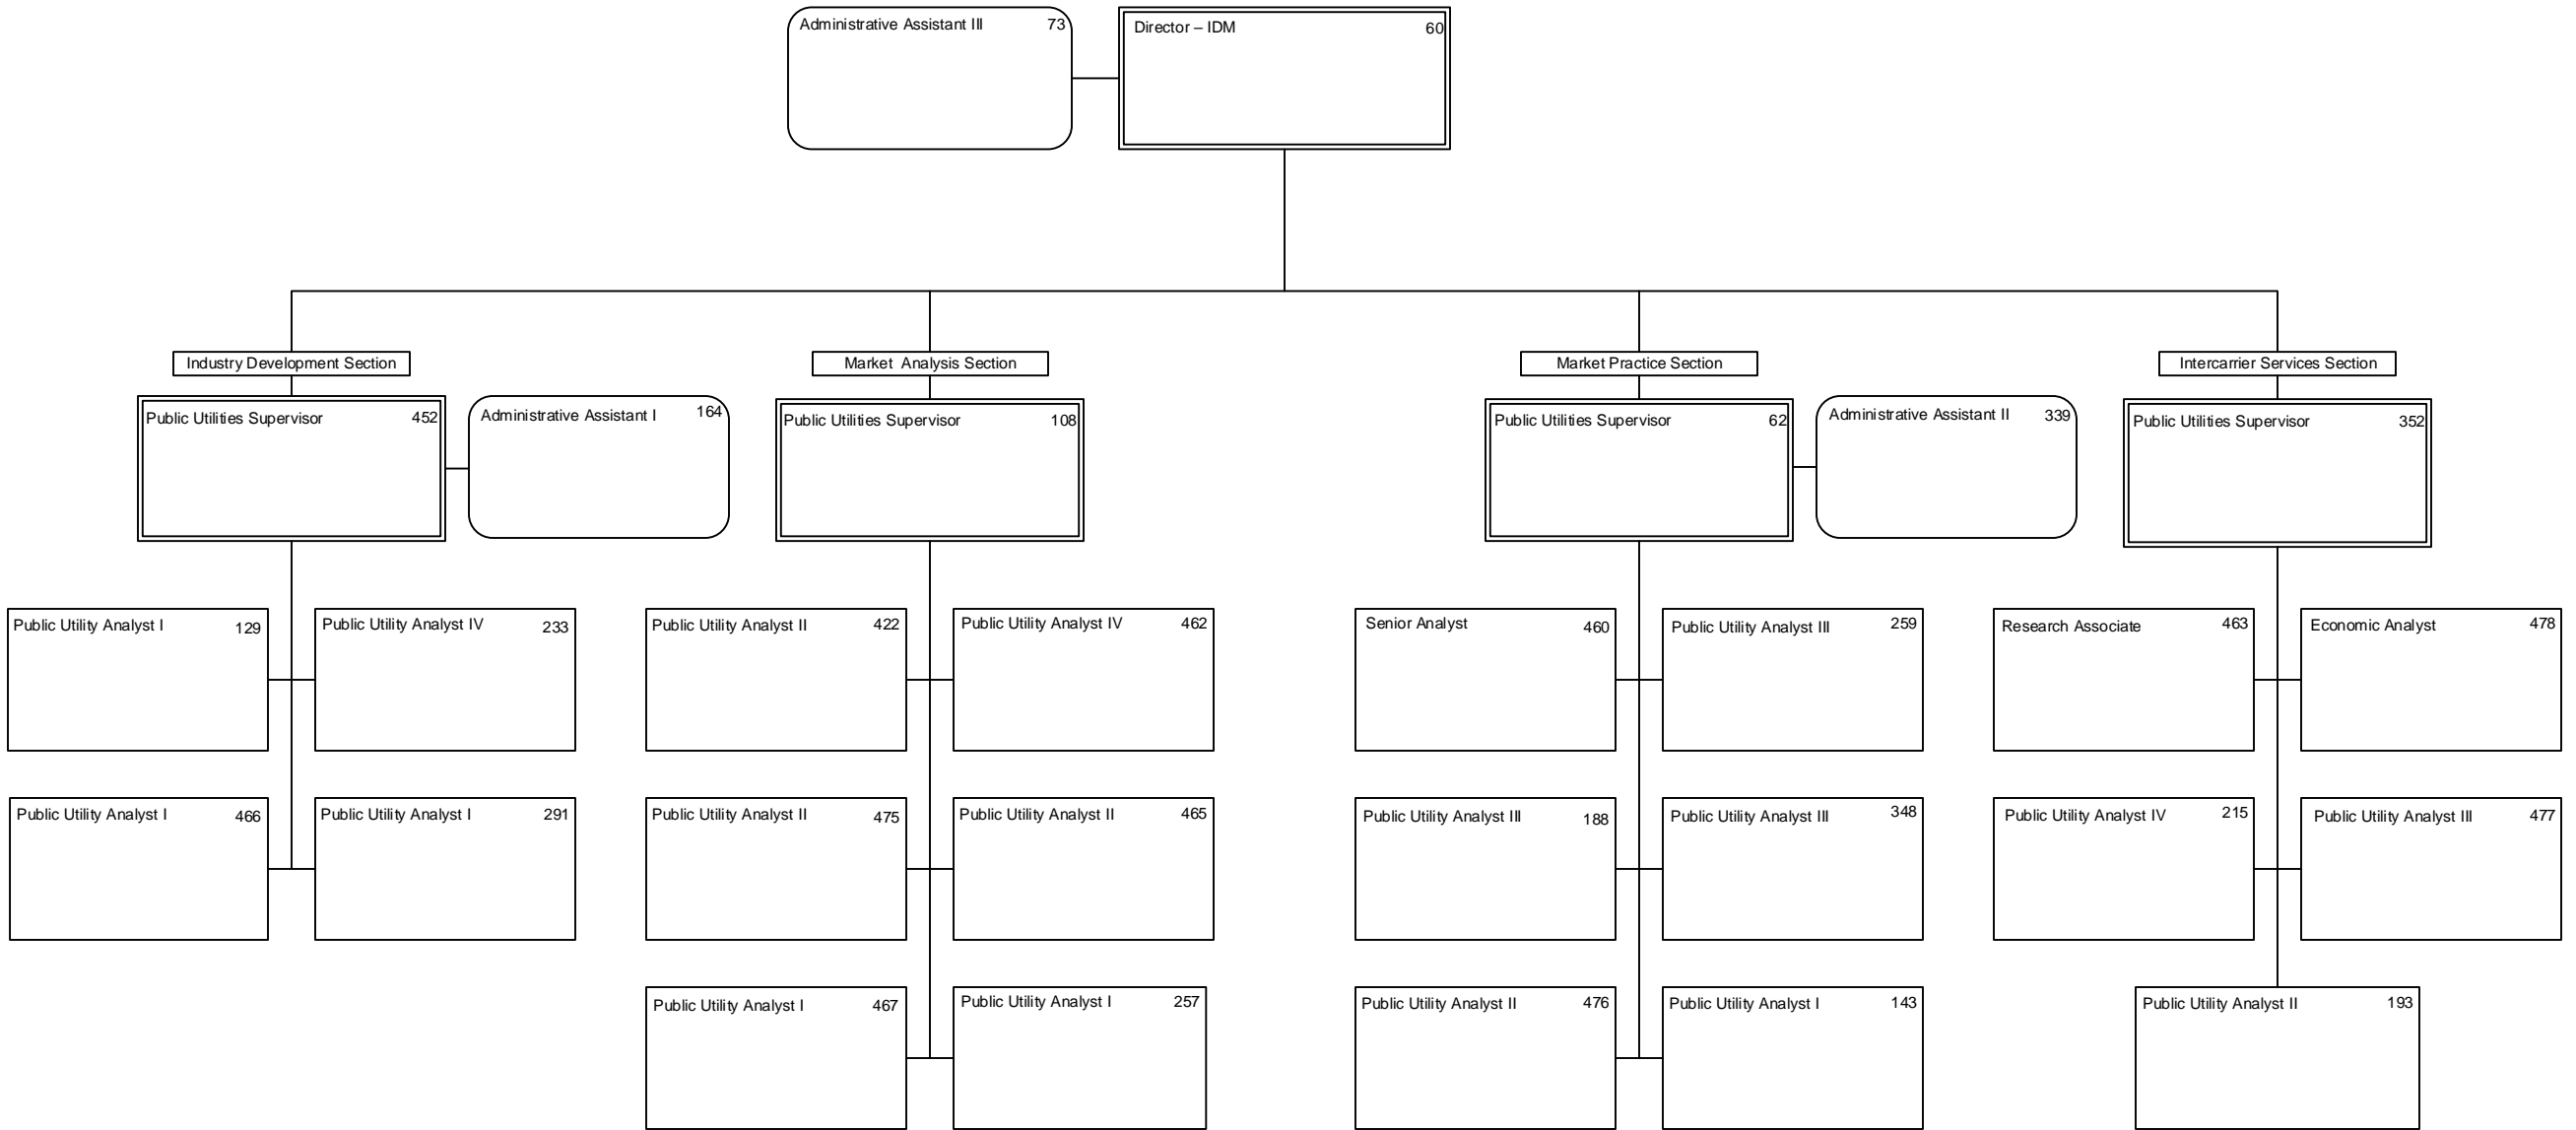 Administrative Assistant III 73
Director – IDM 60
Industry Development Section
Market Analysis Section
Market Practice Section
Intercarrier Services Section
Public Utilities Supervisor 452
Administrative Assistant I 164
Public Utilities Supervisor 108
Public Utilities Supervisor 62
Administrative Assistant II 339
Public Utilities Supervisor 352
Public Utility Analyst I 129
Public Utility Analyst IV 233
Public Utility Analyst II 422
Public Utility Analyst IV 462
Senior Analyst 460
Public Utility Analyst III 259
Research Associate 463
Economic Analyst 478
Public Utility Analyst I 466
Public Utility Analyst I 291
Public Utility Analyst II 475
Public Utility Analyst II 465
Public Utility Analyst III 188
Public Utility Analyst III 348
Public Utility Analyst IV 215
Public Utility Analyst III 477
Public Utility Analyst I 467
Public Utility Analyst I 257
Public Utility Analyst II 476
Public Utility Analyst I 143
Public Utility Analyst II 193